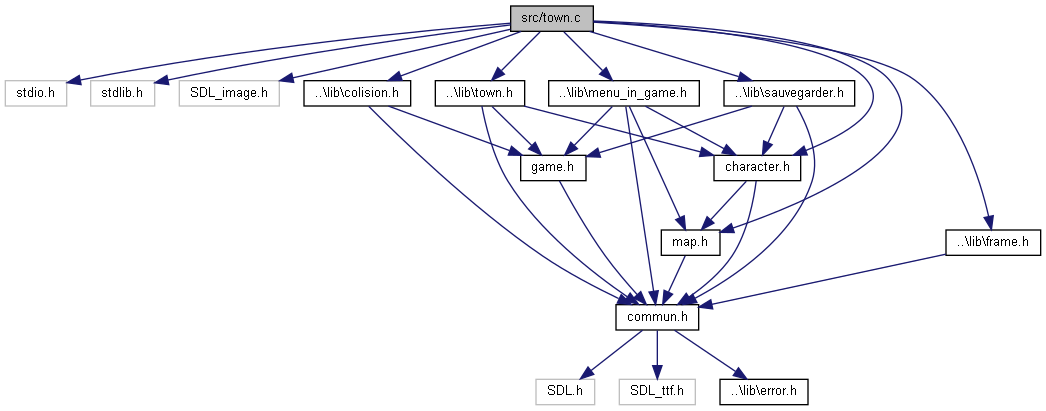 src/town.c
stdio.h
stdlib.h
SDL_image.h
..\lib\colision.h
..\lib\town.h
..\lib\menu_in_game.h
..\lib\sauvegarder.h
game.h
character.h
map.h
..\lib\frame.h
commun.h
SDL.h
SDL_ttf.h
..\lib\error.h